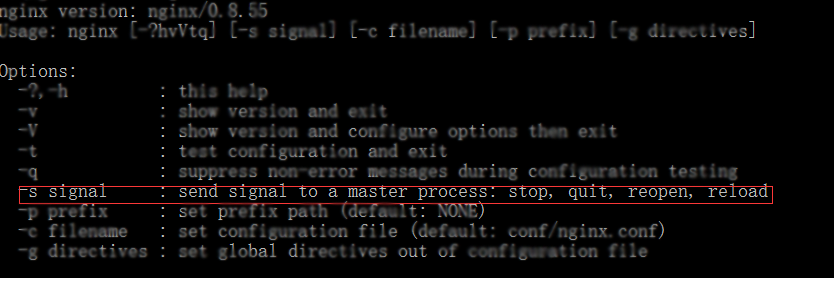 nginx version: nginx/0.8.55
Usage: nginx [-?hvVtq] [-s signal] [-c filename] [-p prefix] [-g directives]
Options:
-?,-h : this help
-v : show version and exit
-V : show version and configure options then exit
-t : test configuration and exit
-q : suppress non-error messages during configuration testing
-s signal : send signal to a master process: stop, quit, reopen, reload
-p prefix : set prefix path (default: NONE)
-c filename : set configuration file (default: conf/nginx.conf)
-g directives : set global directives out of configuration file